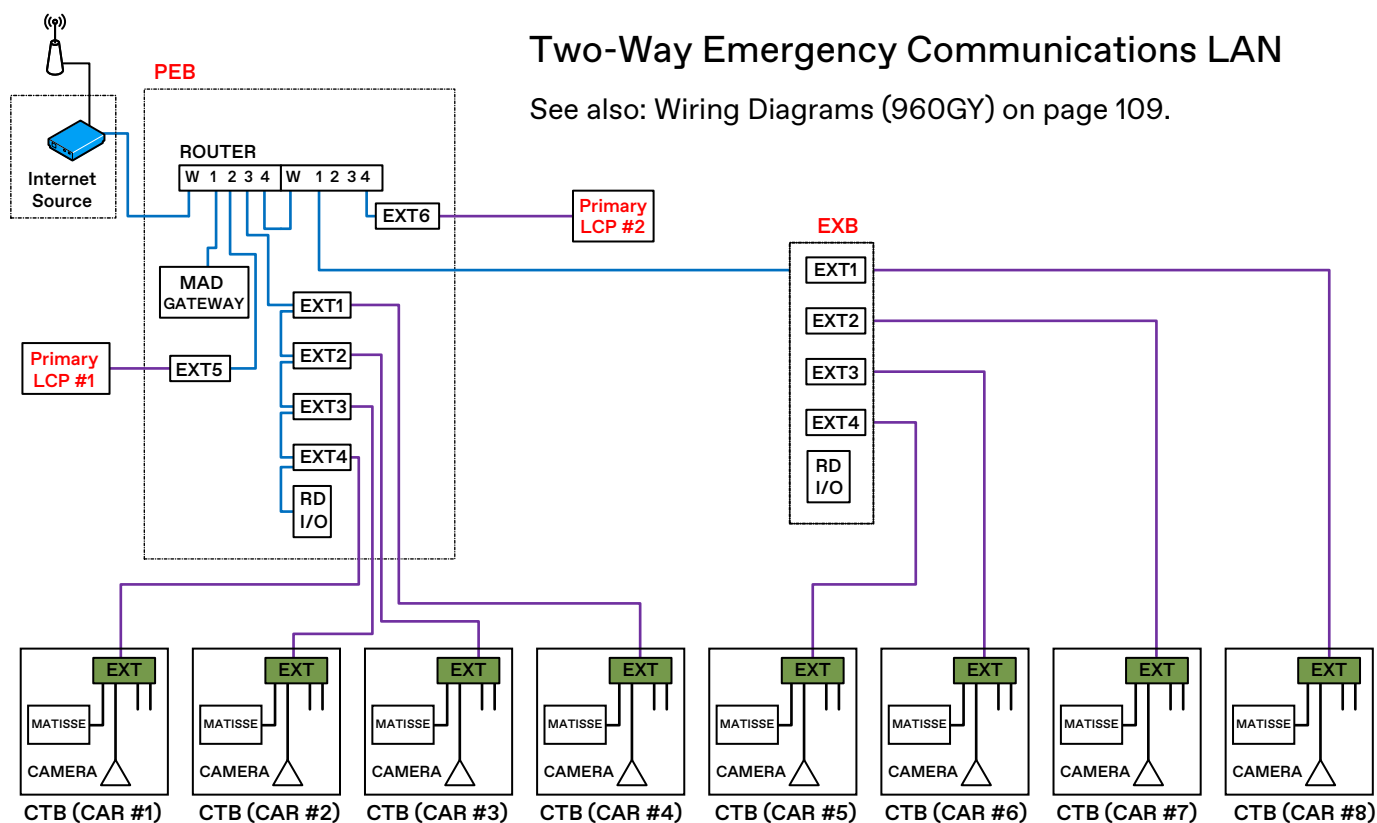 Two-Way Emergency Communications LAN
See also: Wiring Diagrams (960GY) on page 109.
PEB
Internet
Source
ROUTER
W 1 2 3 4 W 1 2 3 4
EXT6
Primary
LCP #2
MAD
GATEWAY
EXT1
EXT2
Primary
LCP #1
EXT5
EXT3
EXT4
RD
I/O
EXB
EXT1
EXT2
EXT3
EXT4
RD
I/O
EXT
MATISSE
CAMERA
CTB (CAR #1)
EXT
MATISSE
CAMERA
CTB (CAR #2)
EXT
MATISSE
CAMERA
CTB (CAR #3)
EXT
MATISSE
CAMERA
CTB (CAR #4)
EXT
MATISSE
CAMERA
CTB (CAR #5)
EXT
MATISSE
CAMERA
CTB (CAR #6)
EXT
MATISSE
CAMERA
CTB (CAR #7)
EXT
MATISSE
CAMERA
CTB (CAR #8)